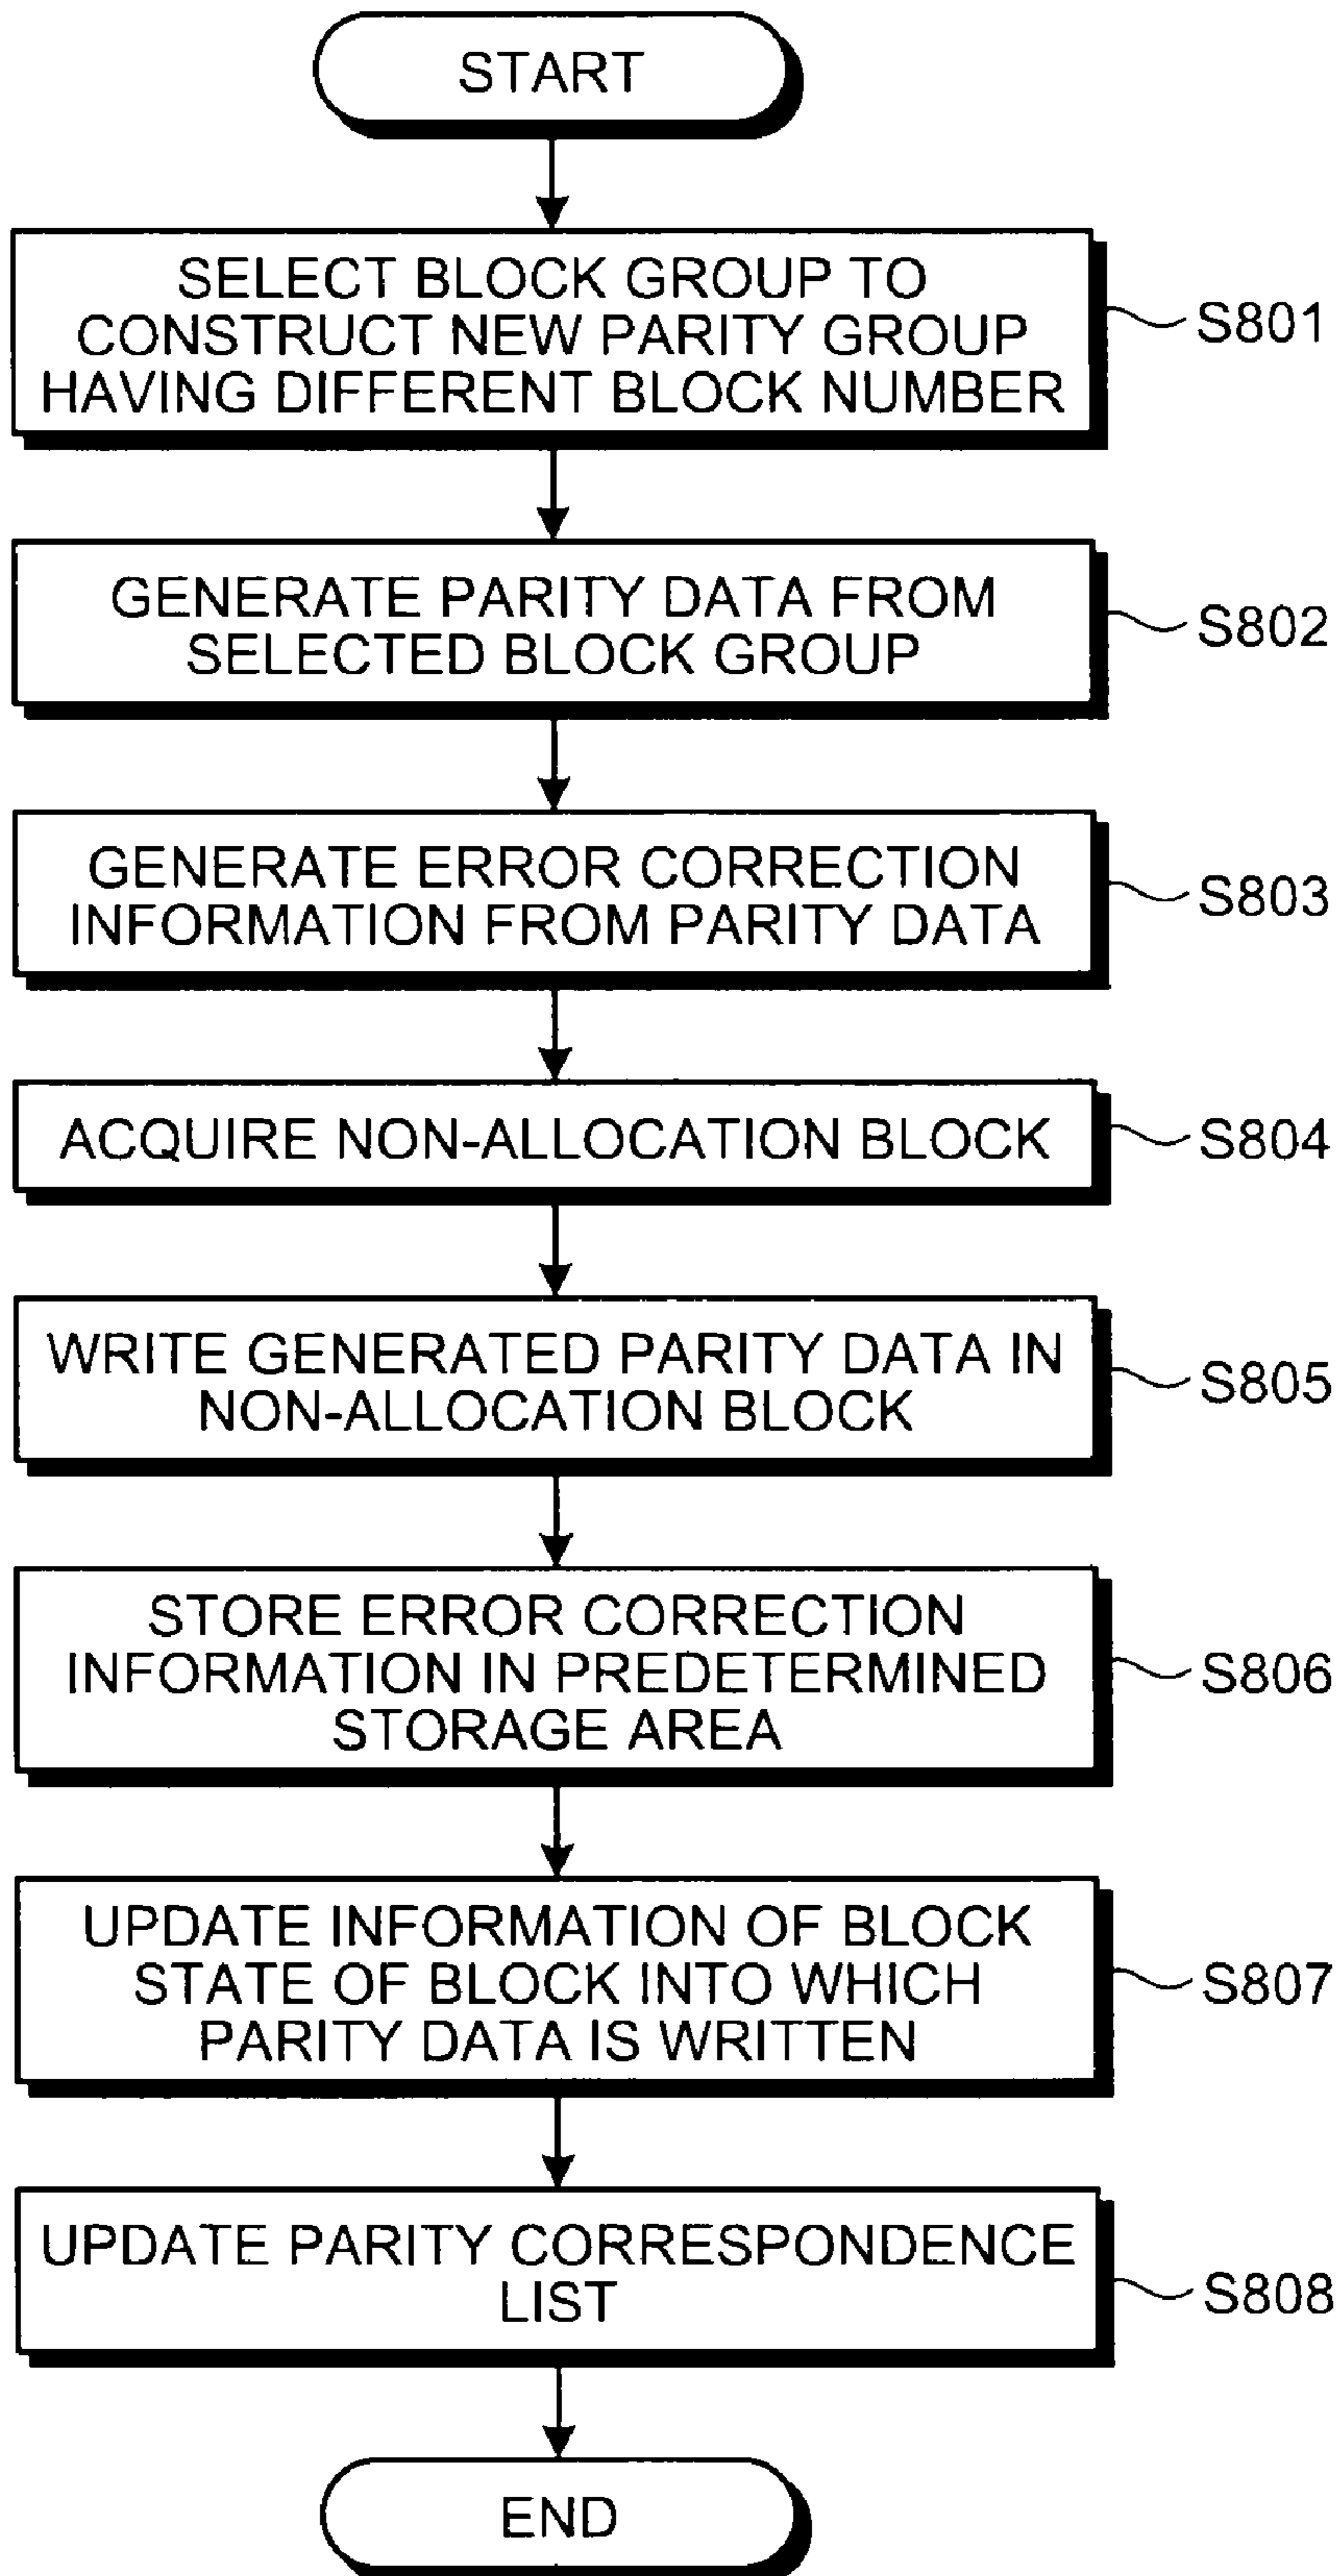 START
SELECT BLOCK GROUP TO
CONSTRUCT NEW PARITY GROUP
HAVING DIFFERENT BLOCK NUMBER
S801
GENERATE PARITY DATA FROM
SELECTED BLOCK GROUP
S802
GENERATE ERROR CORRECTION
INFORMATION FROM PARITY DATA
S803
ACQUIRE NON-ALLOCATION BLOCK
S804
WRITE GENERATED PARITY DATA IN
NON-ALLOCATION BLOCK
S805
STORE ERROR CORRECTION
INFORMATION IN PREDETERMINED
STORAGE AREA
S806
UPDATE INFORMATION OF BLOCK
STATE OF BLOCK INTO WHICH
PARITY DATA IS WRITTEN
S807
UPDATE PARITY CORRESPONDENCE
LIST
S808
END